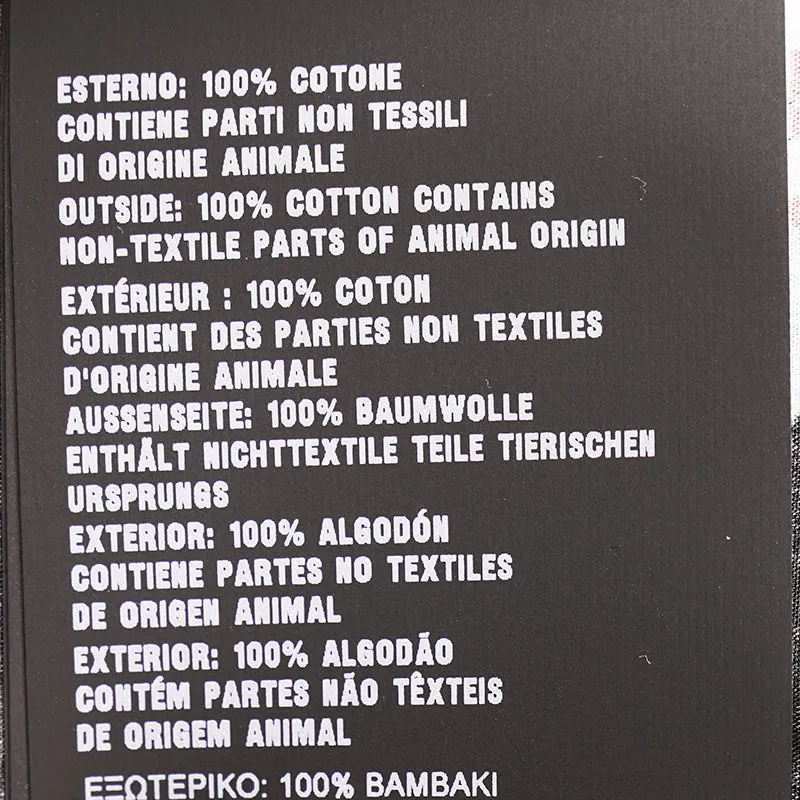 ESTERNO: 100% COTONE
CONTIENE PARTI NON TESSILI
DI ORIGINE ANIMALE
OUTSIDE: 100% COTTON CONTAINS
NON-TEXTILE PARTS OF ANIMAL ORIGIN
EXTÉRIEUR : 100% COTON
CONTIENT DES PARTIES NON TEXTILES
D'ORIGINE ANIMALE
AUSSENSEITE: 100% BAUMWOLLE
ENTHÄLT NICHTTEXTILE TEILE TIERISCHEN
URSPRUNGS
EXTERIOR: 100% ALGODÓN
CONTIENE PARTES NO TEXTILES
DE ORIGEN ANIMAL
EXTERIOR: 100% ALGODÃO
CONTÉM PARTES NÃO TÊXTEIS
DE ORIGEM ANIMAL
ΕΞΩΤΕΡΙΚΟ: 100% ΒΑΜΒΑΚΙ